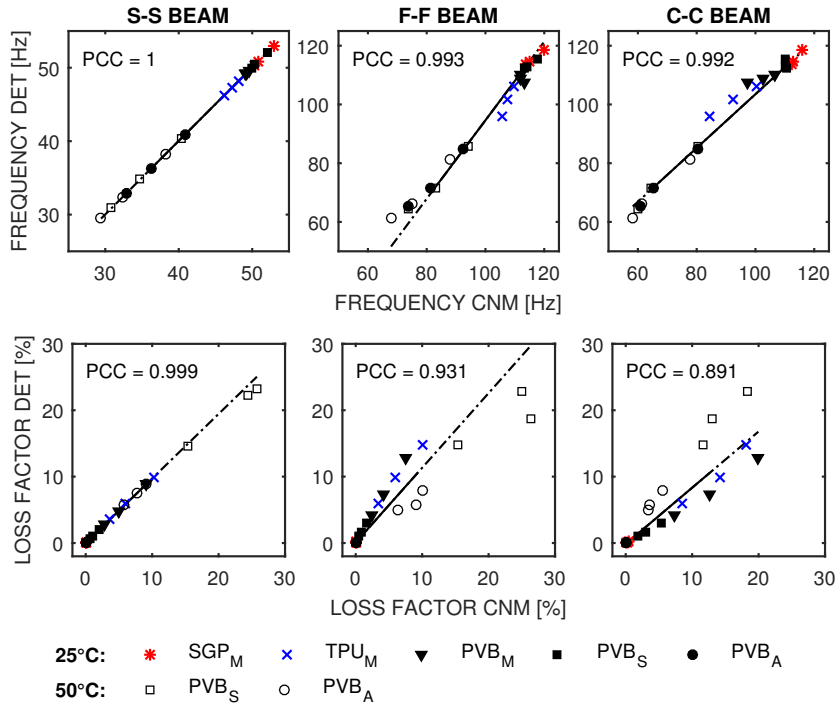 S-S BEAM F-F BEAM C-C BEAM
FREQUENCY DET [Hz]
PCC = 1 PCC = 0.993 PCC = 0.992
50 40 30
120 100 80 60
120 100 80 60
30 40 50 60 80 100 120 60 80 100 120
FREQUENCY CNM [Hz]
LOSS FACTOR DET [%]
PCC = 0.999 PCC = 0.931 PCC = 0.891
30 20 10 0
30 20 10 0
30 20 10 0
0 10 20 30 0 10 20 30 0 10 20 30
LOSS FACTOR CNM [%]
25°C: SGP_M TPU_M PVB_M PVB_S PVB_A
50°C: PVB_S PVB_A